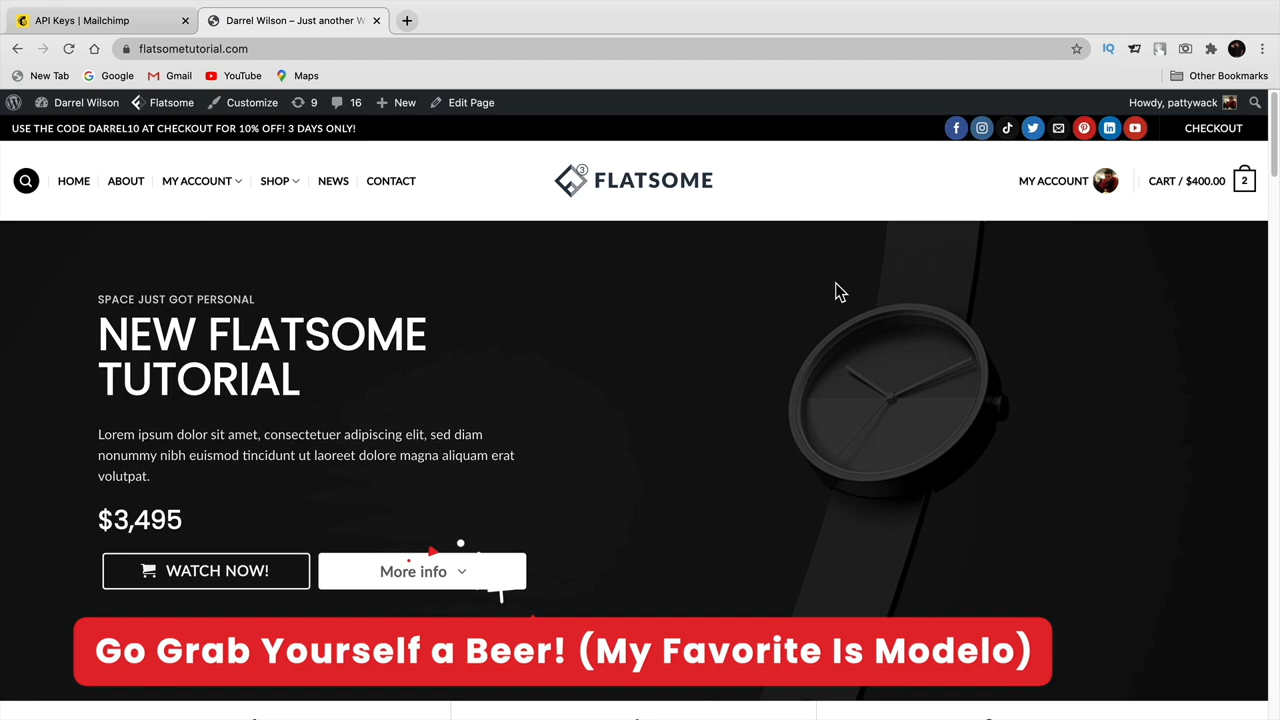 API Keys | Mailchimp
Darrel Wilson – Just another W
flatsometutorial.com
New Tab
Google
Gmail
YouTube
Maps
Other Bookmarks
Darrel Wilson
Flatsome
Customize
9
16
New
Edit Page
Howdy, pattywack
USE THE CODE DARREL10 AT CHECKOUT FOR 10% OFF! 3 DAYS ONLY!
CHECKOUT
HOME
ABOUT
MY ACCOUNT
SHOP
NEWS
CONTACT
3
FLATSOME
MY ACCOUNT
CART / $400.00
2
SPACE JUST GOT PERSONAL
NEW FLATSOME
TUTORIAL
Lorem ipsum dolor sit amet, consectetuer adipiscing elit, sed diam
nonummy nibh euismod tincidunt ut laoreet dolore magna aliquam erat
volutpat.
$3,495
WATCH NOW!
More info
Go Grab Yourself a Beer! (My Favorite Is Modelo)